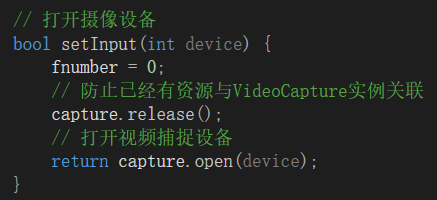 // 打开摄像设备
bool setInput(int device) {
    fnumber = 0;
    // 防止已经有资源与VideoCapture实例关联
    capture.release();
    // 打开视频捕捉设备
    return capture.open(device);
}